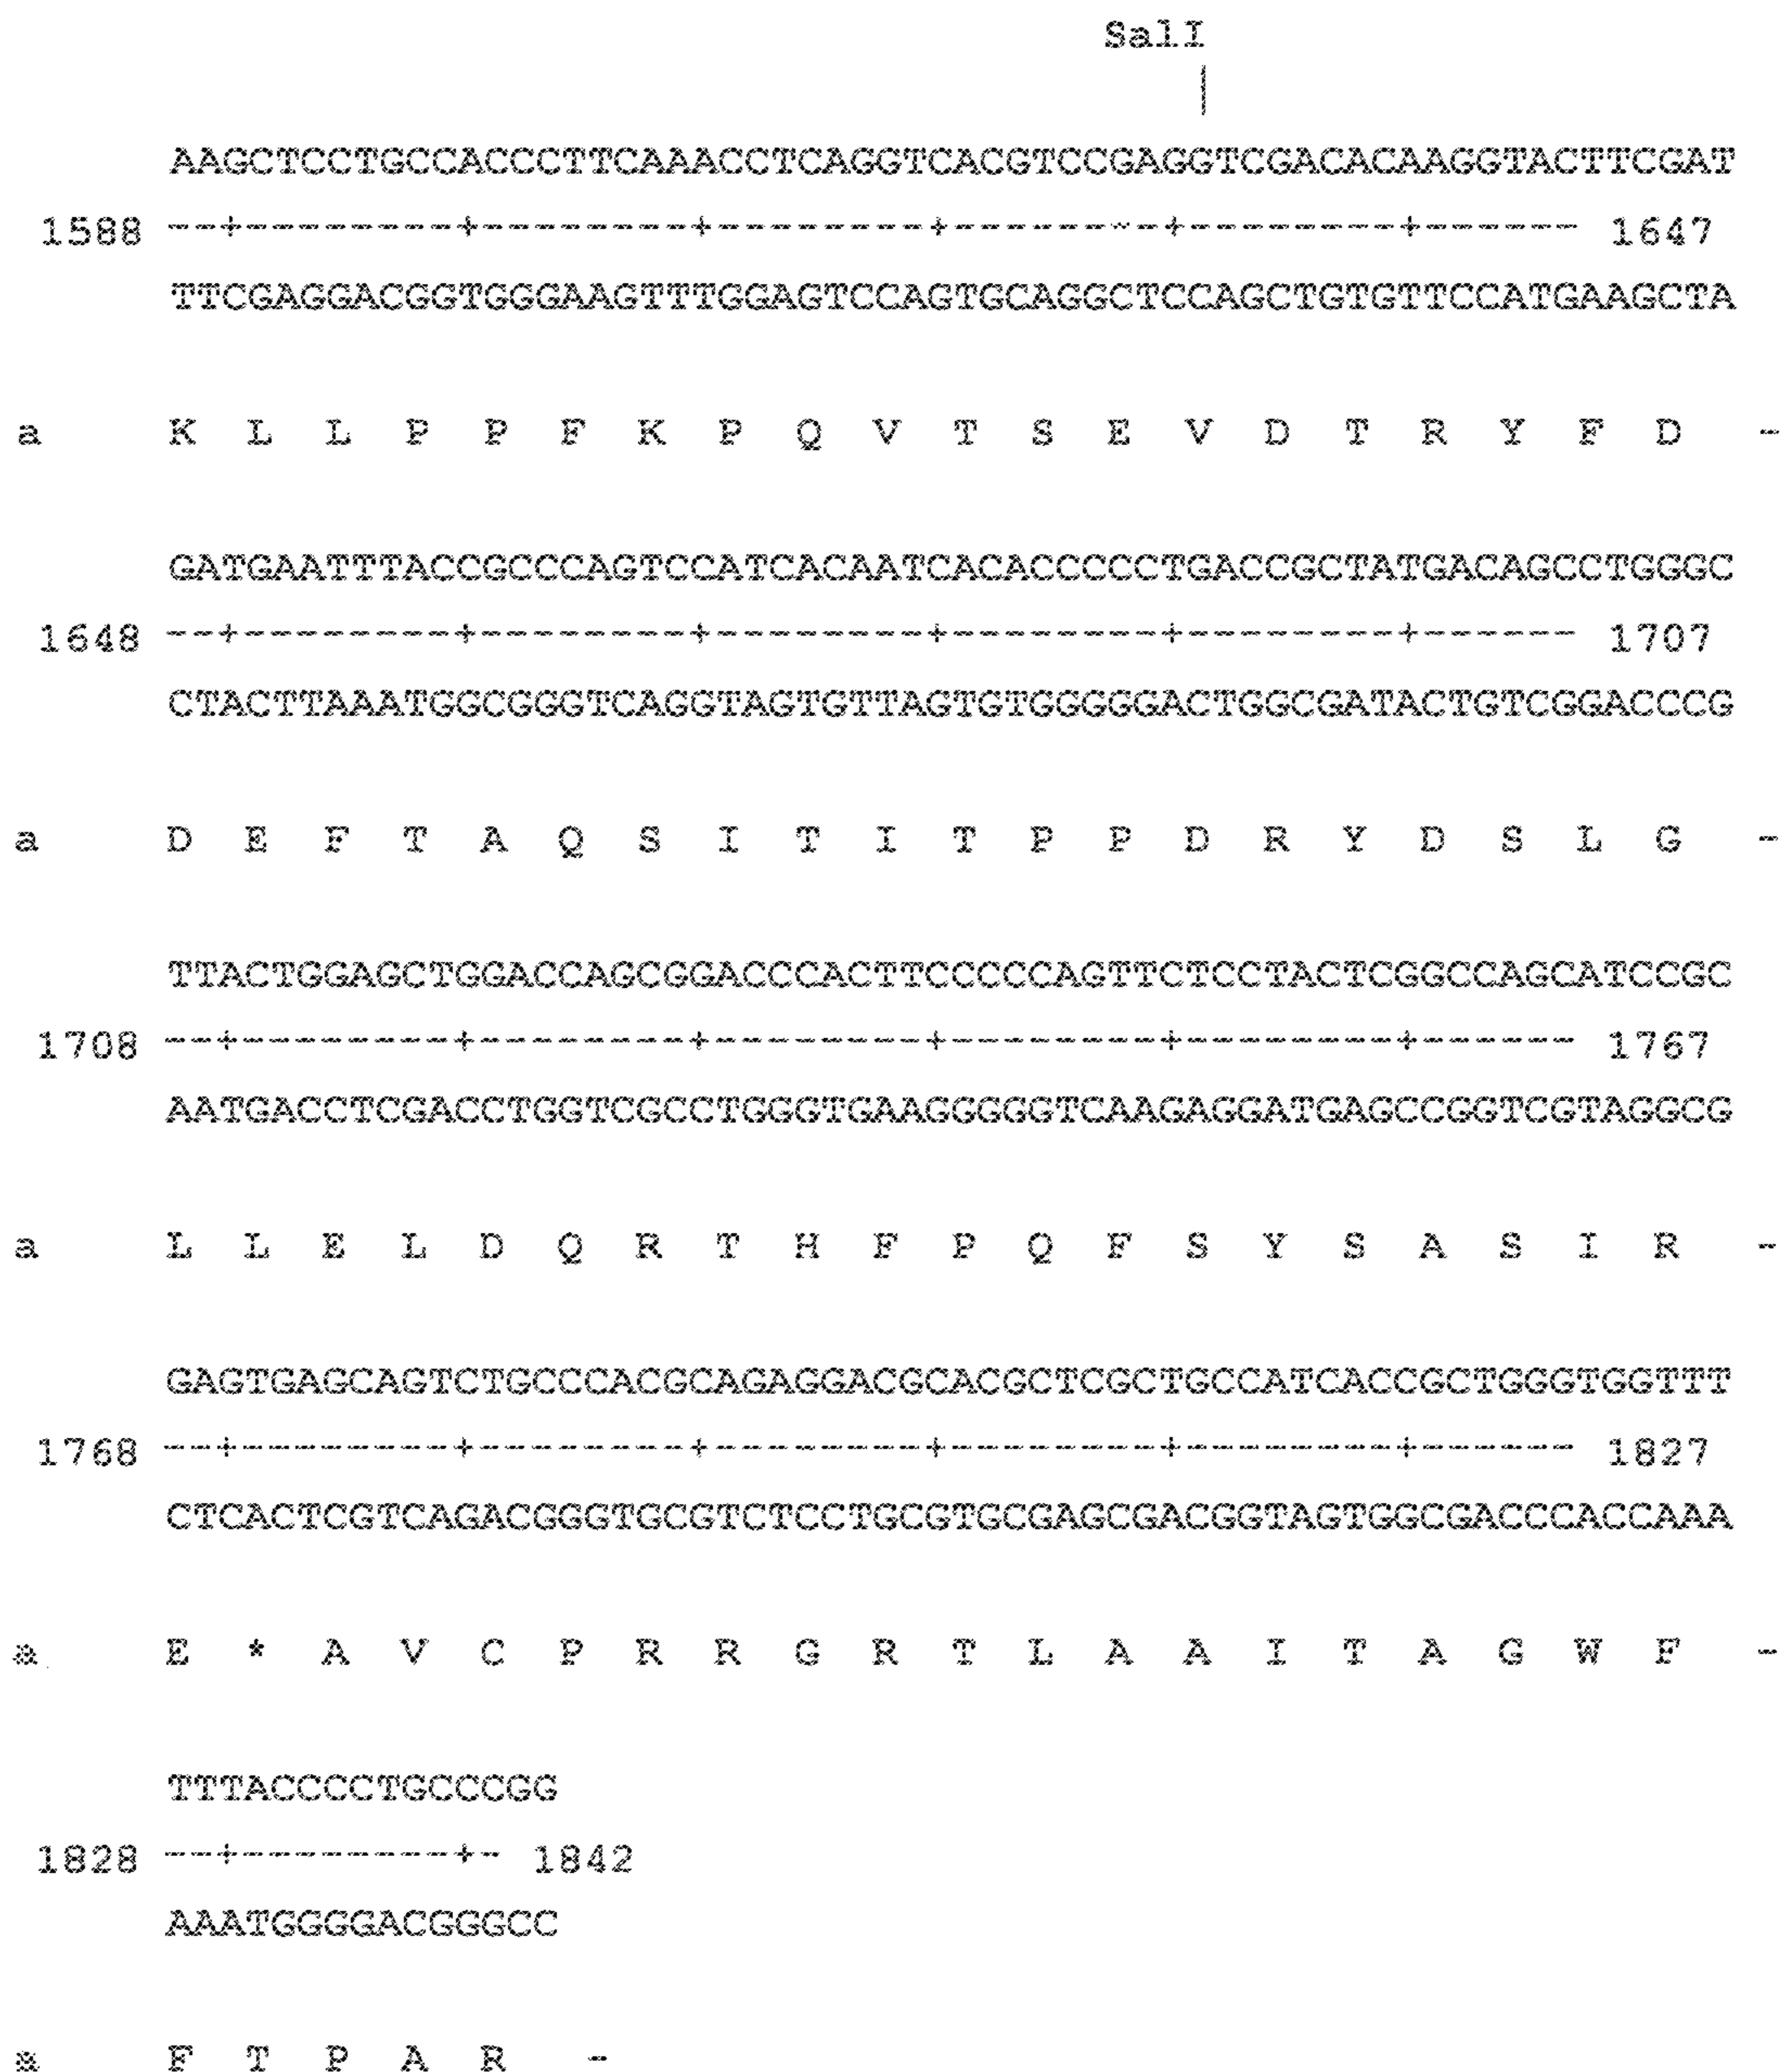 SalI
|
AAGCTCCTGCCACCCTTCAAACCTCAGGTCACGTCCGAGGTCGACACAAGGTACTTCGAT
1588 --+--------+--------+--------+--------+--------+------ 1647
TTCGAGGACGGTGGGAAGTTTGGAGTCCAGTGCAGGCTCCAGCTGTGTTCCATGAAGCTA
a K L L P P F K P Q V T S E V D T R Y F D -
GATGAATTTACCGCCCAGTCCATCACAATCACACCCCCTGACCGCTATGACAGCCTGGGC
1648 --+--------+--------+--------+--------+--------+------ 1707
CTACTTAAATGGCGGGTCAGGTAGTGTTAGTGTGGGGGACTGGCGATACTGTCGGACCCG
a D E F T A Q S I T I T P P D R Y D S L G -
TTACTGGAGCTGGACCAGCGGACCCACTTCCCCCAGTTCTCCTACTCGGCCAGCATCCGC
1708 --+--------+--------+--------+--------+--------+------ 1767
AATGACCTCGACCTGGTCGCCTGGGTGAAGGGGGTCAAGAGGATGAGCCGGTCGTAGGCG
a L L E L D Q R T H F P Q F S Y S A S I R -
GAGTGAGCAGTCTGCCCACGCAGAGGACGCACGCTCGCTGCCATCACCGCTGGGTGGTTT
1768 --+--------+--------+--------+--------+--------+------ 1827
CTCACTCGTCAGACGGGTGCGTCTCCTGCGTGCGAGCGACGGTAGTGGCGACCCACCAAA
a E * A V C P R R G R T L A A I T A G W F -
TTTACCCCTGCCCGG
1828 --+--------+- 1842
AAATGGGGACGGGCC
a F T P A R -